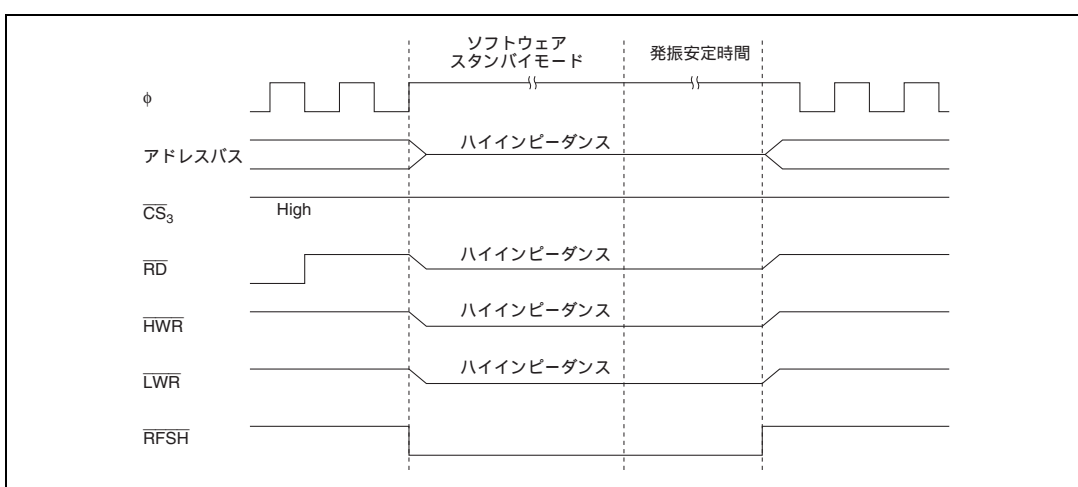 ソフトウェア
スタンバイモード
発振安定時間
φ
アドレスバス
ハイインピーダンス
CS3
High
RD
ハイインピーダンス
HWR
ハイインピーダンス
LWR
ハイインピーダンス
RFSH